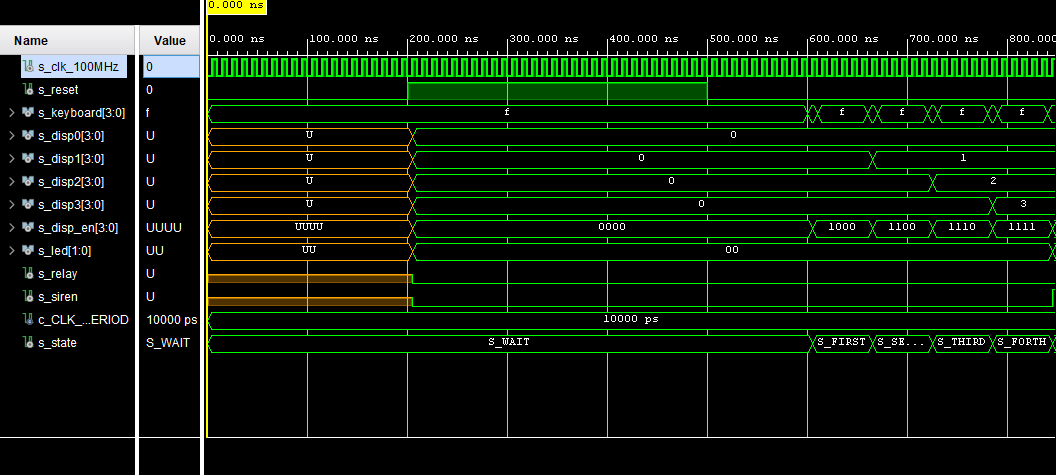 0.000 ns
0.000 ns 100.000 ns 200.000 ns 300.000 ns 400.000 ns 500.000 ns 600.000 ns 700.000 ns 800.000
Name Value
s_clk_100MHz 0
s_reset 0
s_keyboard[3:0] f f f f f f
s_disp0[3:0] U U 0
s_disp1[3:0] U U 0 1
s_disp2[3:0] U U 0 2
s_disp3[3:0] U U 0 3
s_disp_en[3:0] UUUU UUUU 0000 1000 1100 1110 1111
s_led[1:0] UU UU 00
s_relay U
s_siren U
c_CLK_...ERIOD 10000 ps 10000 ps
s_state S_WAIT S_WAIT S_FIRST S_SE... S_THIRD S_FORTH